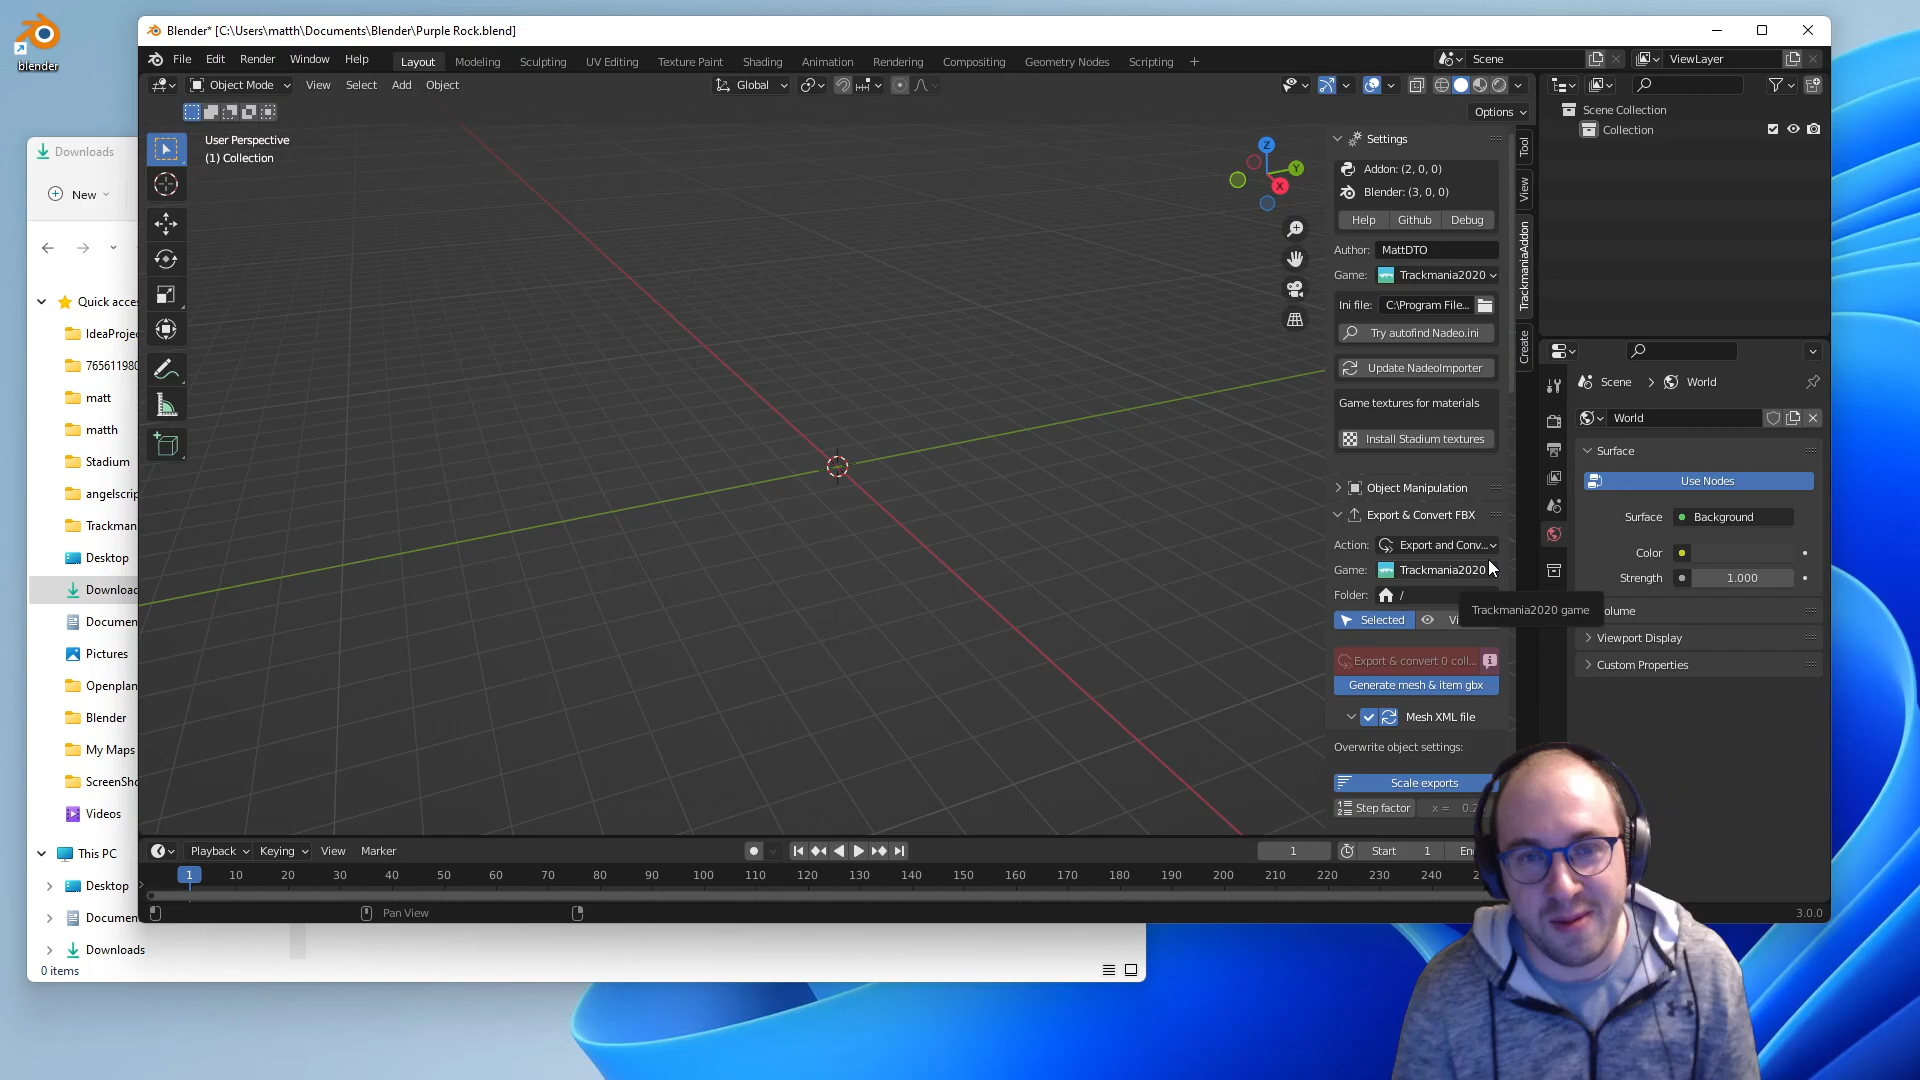 blender
Blender* [C:\Users\matth\Documents\Blender\Purple Rock.blend]
File Edit Render Window Help
Layout Modeling Sculpting UV Editing Texture Paint Shading Animation Rendering Compositing Geometry Nodes Scripting +
Scene
ViewLayer
Object Mode View Select Add Object
Global
Options
User Perspective
(1) Collection
Z
Y
X
Settings
Addon: (2, 0, 0)
Blender: (3, 0, 0)
Help Github Debug
Author: MattDTO
Game: Trackmania2020
Ini file: C:\Program File...
Try autofind Nadeo.ini
Update NadeoImporter
Game textures for materials
Install Stadium textures
Object Manipulation
Export & Convert FBX
Action: Export and Conv...
Game: Trackmania2020
Folder: /
Trackmania2020 game
Selected
Export & convert 0 coll...
Generate mesh & item gbx
Mesh XML file
Overwrite object settings:
Scale exports
Step factor x =
Tool
View
TrackmaniaAddon
Create
Scene Collection
Collection
Scene > World
World
Surface
Use Nodes
Surface Background
Color
Strength 1.000
olume
Viewport Display
Custom Properties
Playback Keying View Marker
1
Start 1
1 10 20 30 40 50 60 70 80 90 100 110 120 130 140 150 160 170 180 190 200 210 220 230 240
Pan View
3.0.0
Downloads
New
Quick acce
IdeaProje
76561198
matt
matth
Stadium
angelscrip
Trackman
Desktop
Download
Documen
Pictures
Openplan
Blender
My Maps
ScreenSho
Videos
This PC
Desktop
Documen
Downloads
0 items